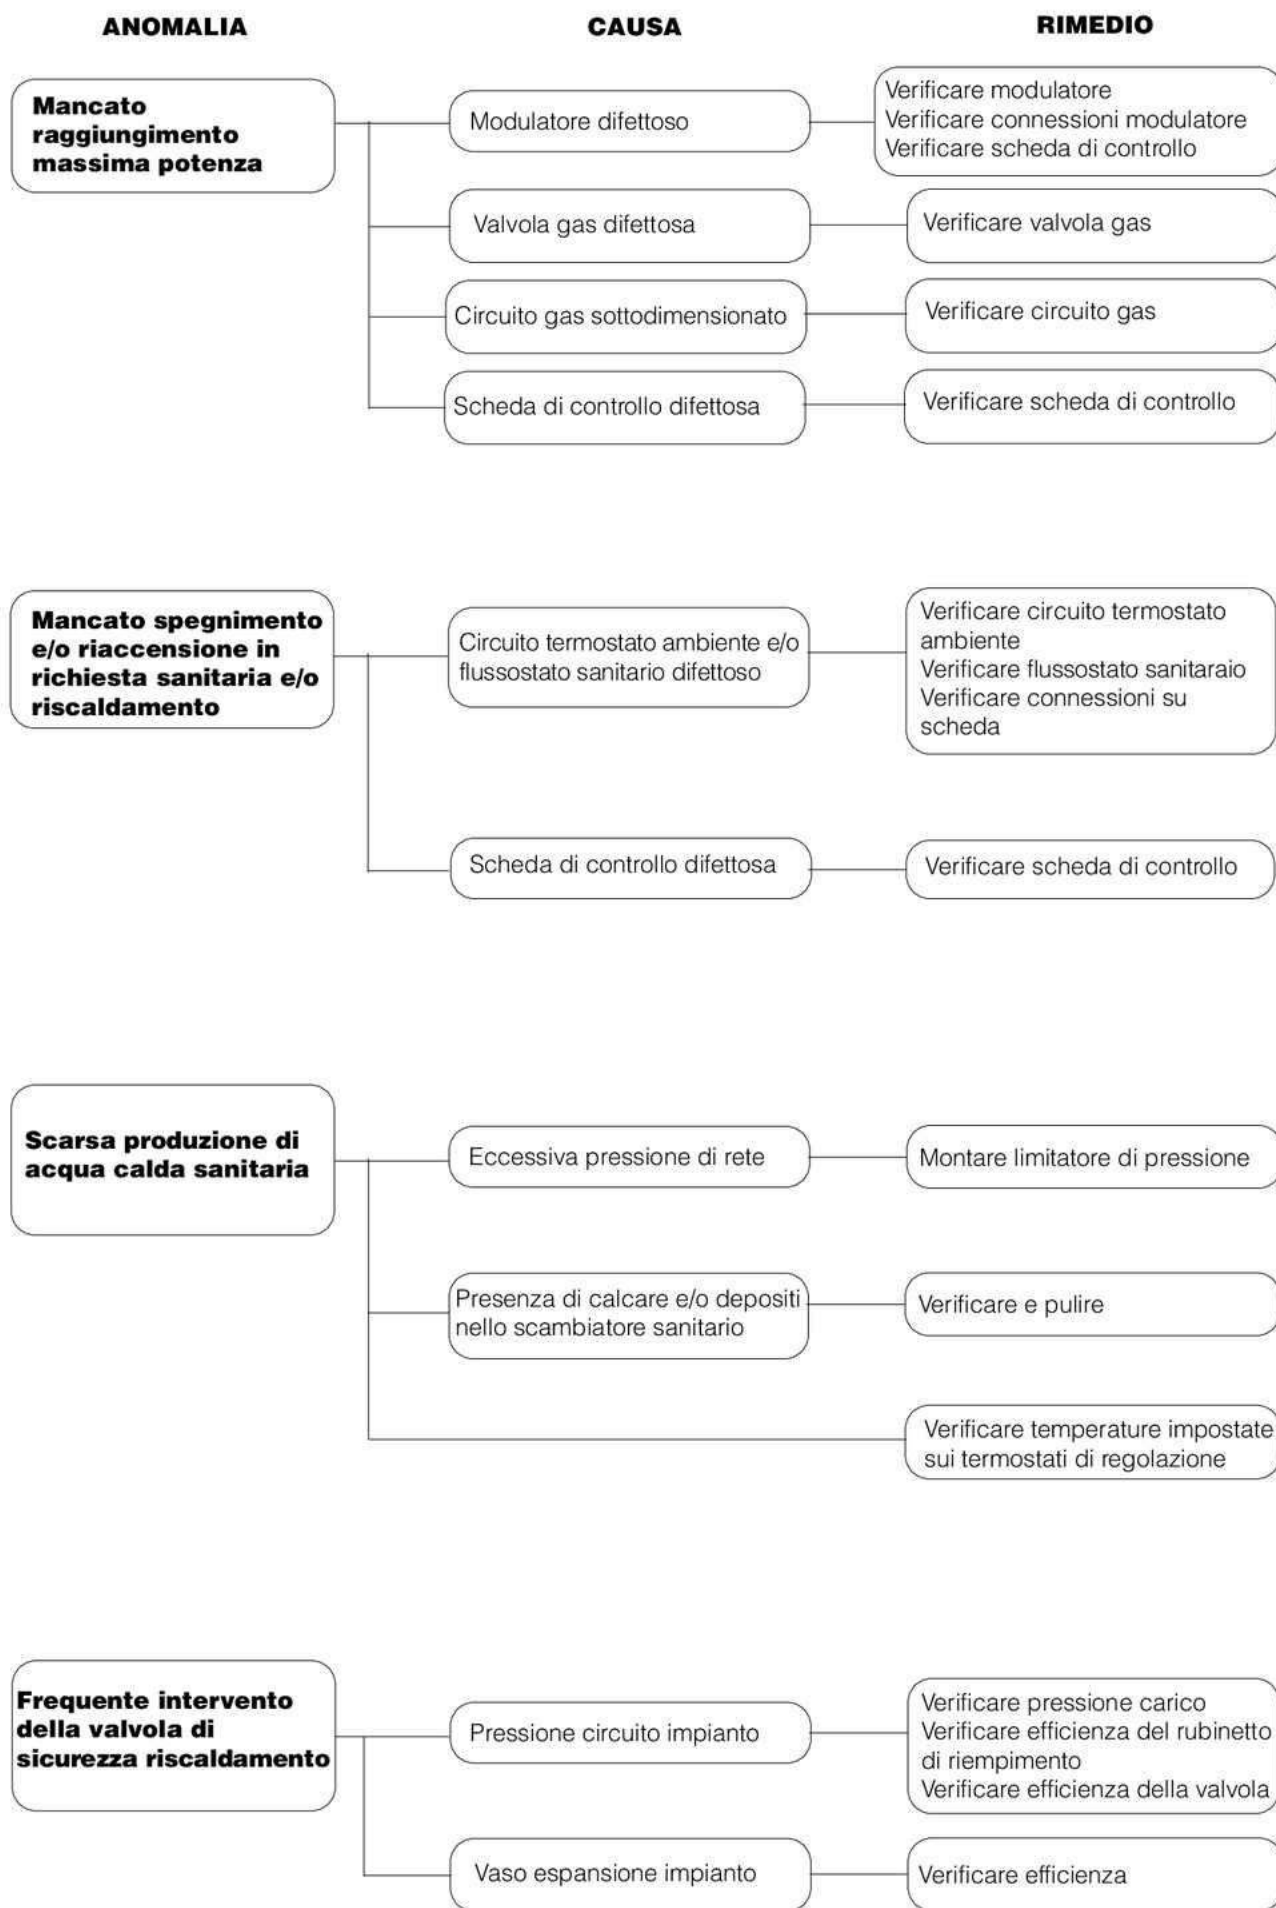 ANOMALIA
CAUSA
RIMEDIO
Mancato
raggiungimento
massima potenza
Modulatore difettoso
Verificare modulatore
Verificare connessioni modulatore
Verificare scheda di controllo
Valvola gas difettosa
Verificare valvola gas
Circuito gas sottodimensionato
Verificare circuito gas
Scheda di controllo difettosa
Verificare scheda di controllo
Mancato spegnimento
e/o riaccensione in
richiesta sanitaria e/o
riscaldamento
Circuito termostato ambiente e/o
flussostato sanitario difettoso
Verificare circuito termostato
ambiente
Verificare flussostato sanitaraio
Verificare connessioni su
scheda
Scheda di controllo difettosa
Verificare scheda di controllo
Scarsa produzione di
acqua calda sanitaria
Eccessiva pressione di rete
Montare limitatore di pressione
Presenza di calcare e/o depositi
nello scambiatore sanitario
Verificare e pulire
Verificare temperature impostate
sui termostati di regolazione
Frequente intervento
della valvola di
sicurezza riscaldamento
Pressione circuito impianto
Verificare pressione carico
Verificare efficienza del rubinetto
di riempimento
Verificare efficienza della valvola
Vaso espansione impianto
Verificare efficienza